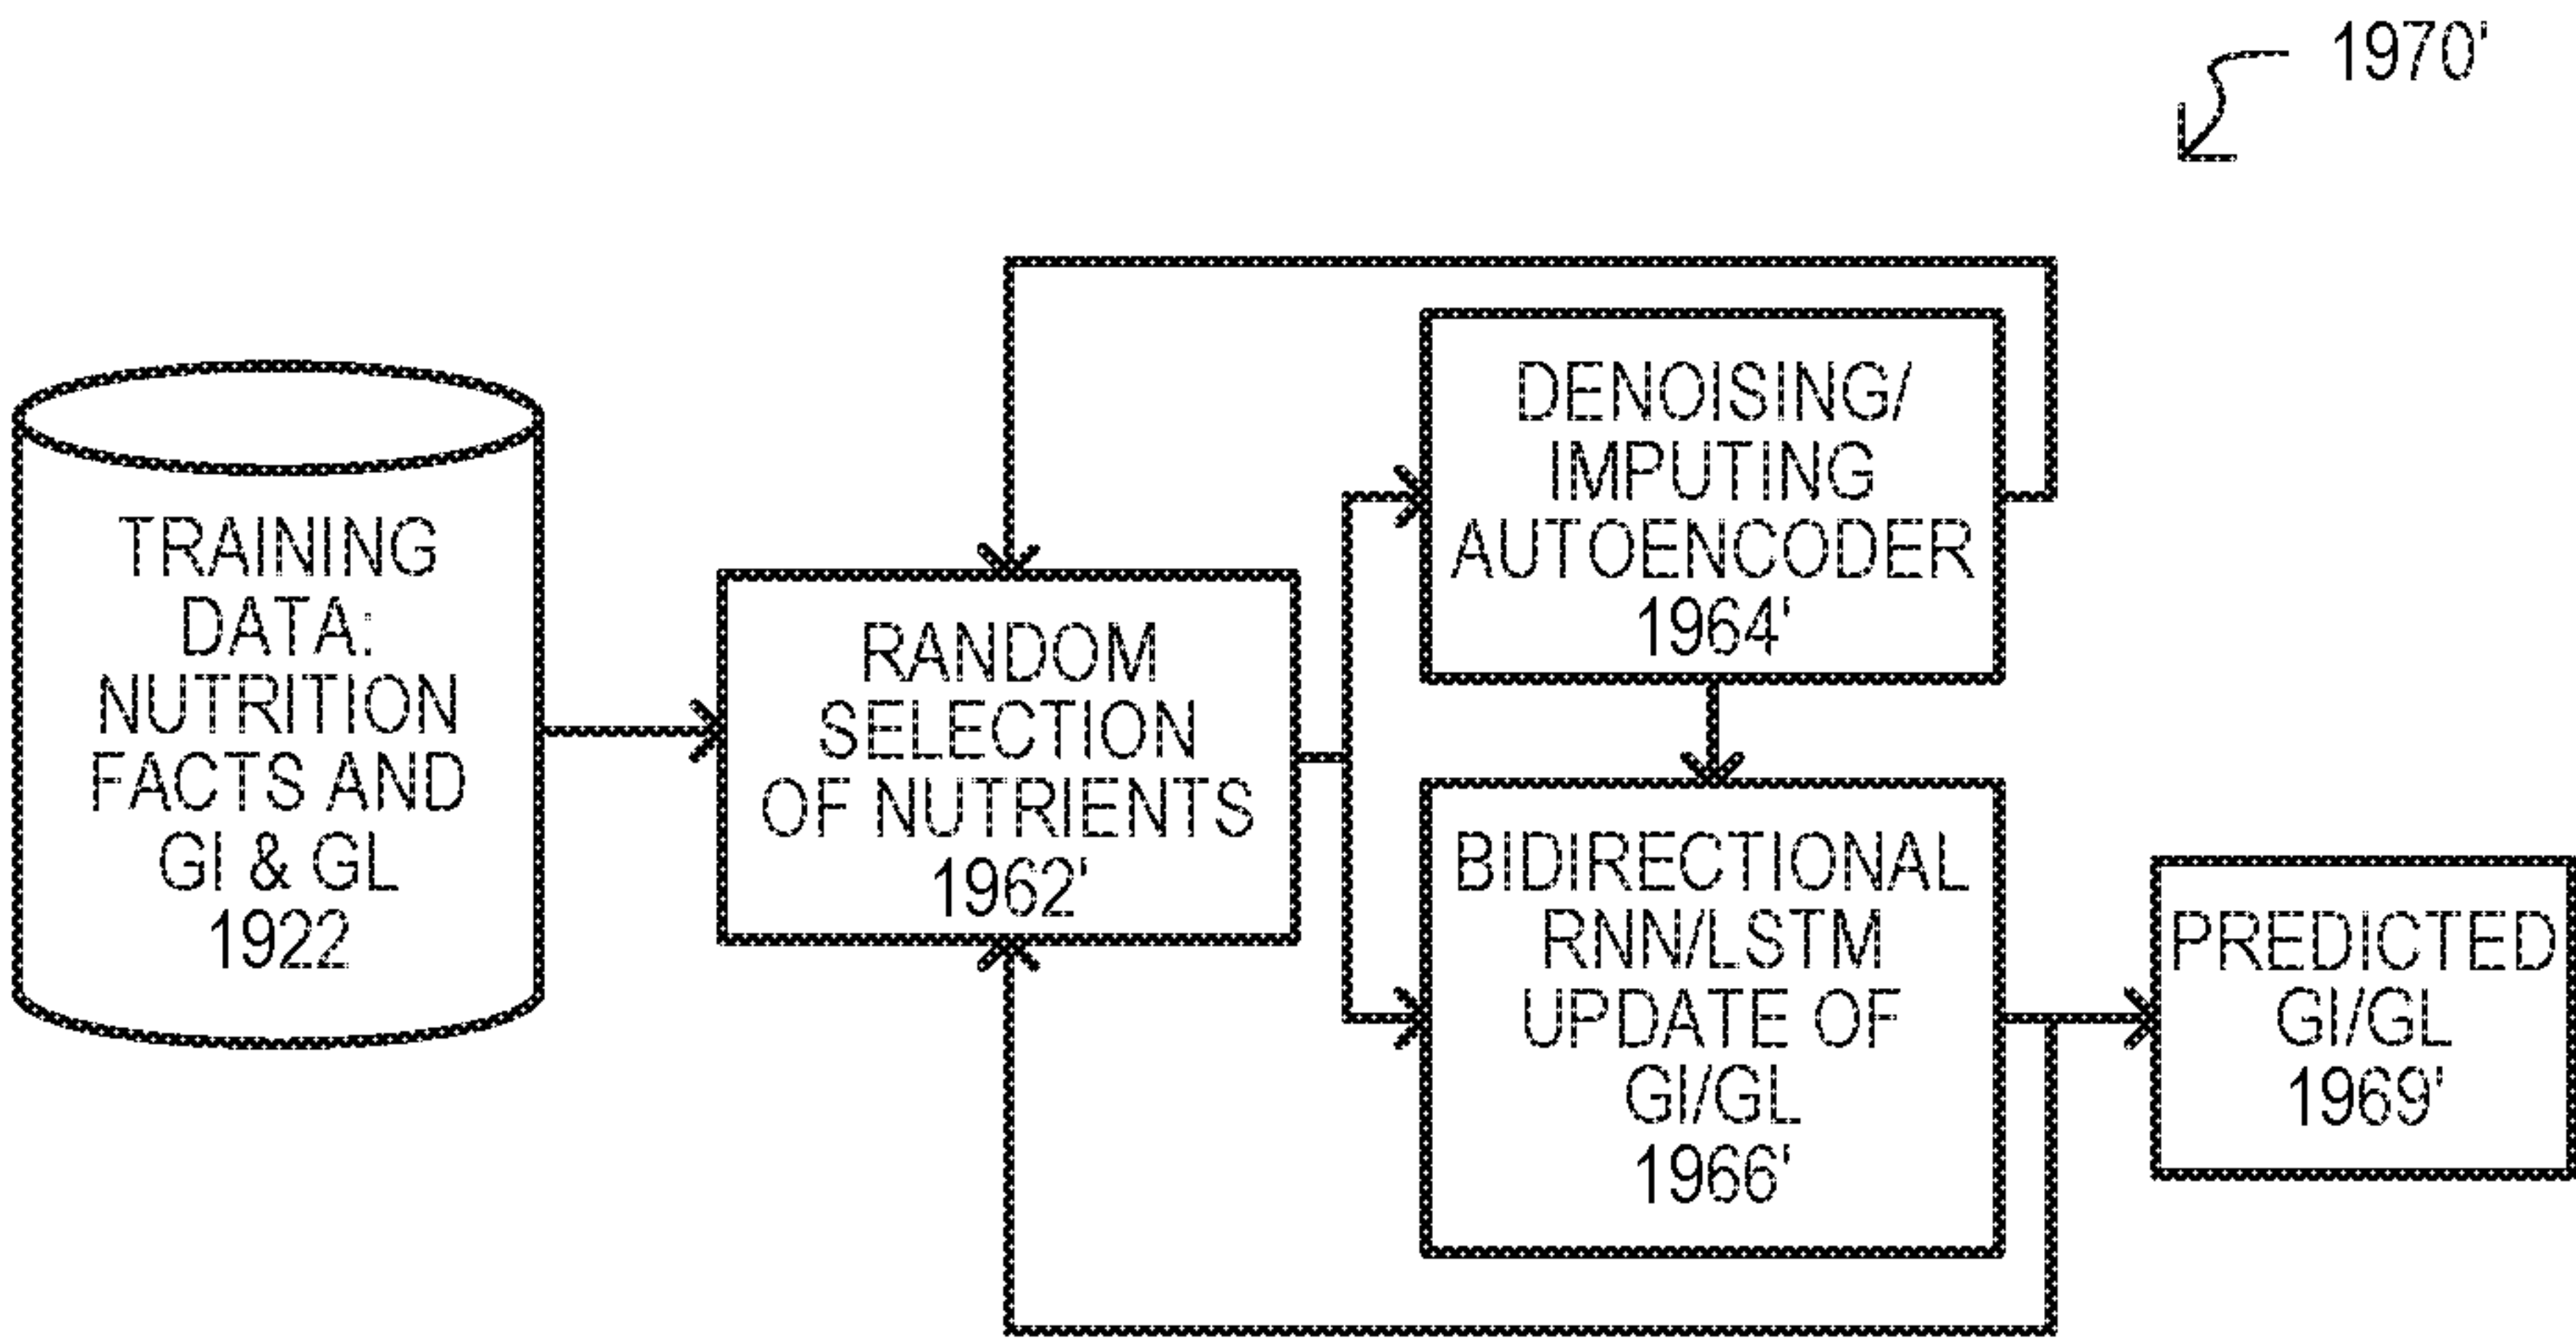 1970'
TRAINING
DATA:
NUTRITION
FACTS AND
GI & GL
1922
RANDOM
SELECTION
OF NUTRIENTS
1962'
DENOISING/
IMPUTING
AUTOENCODER
1964'
BIDIRECTIONAL
RNN/LSTM
UPDATE OF
GI/GL
1966'
PREDICTED
GI/GL
1969'